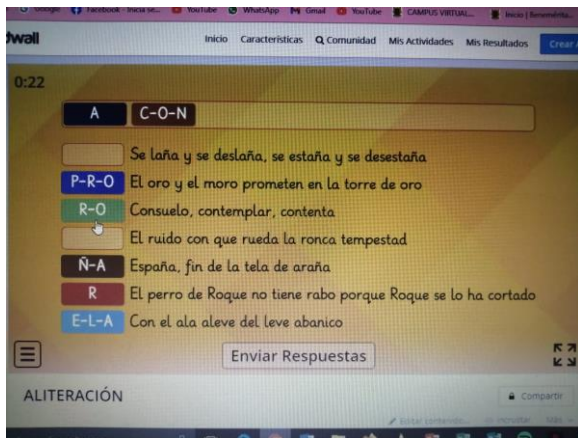 Google Facebook - Inicia se... YouTube WhatsApp Gmail YouTube CAMPUS VIRTUAL... Inicio |
dwall Inicio Características Comunidad Mis Actividades Mis Resultados Crear
0:22
A C-O-N
Se laña y se deslaña, se estaña y se desestaña
P-R-O El oro y el moro prometen en la torre de oro
R-O Consuelo, contemplar, contenta
El ruido con que rueda la ronca tempestad
Ñ-A España, fin de la tela de araña
R El perro de Roque no tiene rabo porque Roque se lo ha cortado
E-L-A Con el ala aleve del leve abanico
Enviar Respuestas
ALITERACIÓN Compartir
Editar contenido... Más